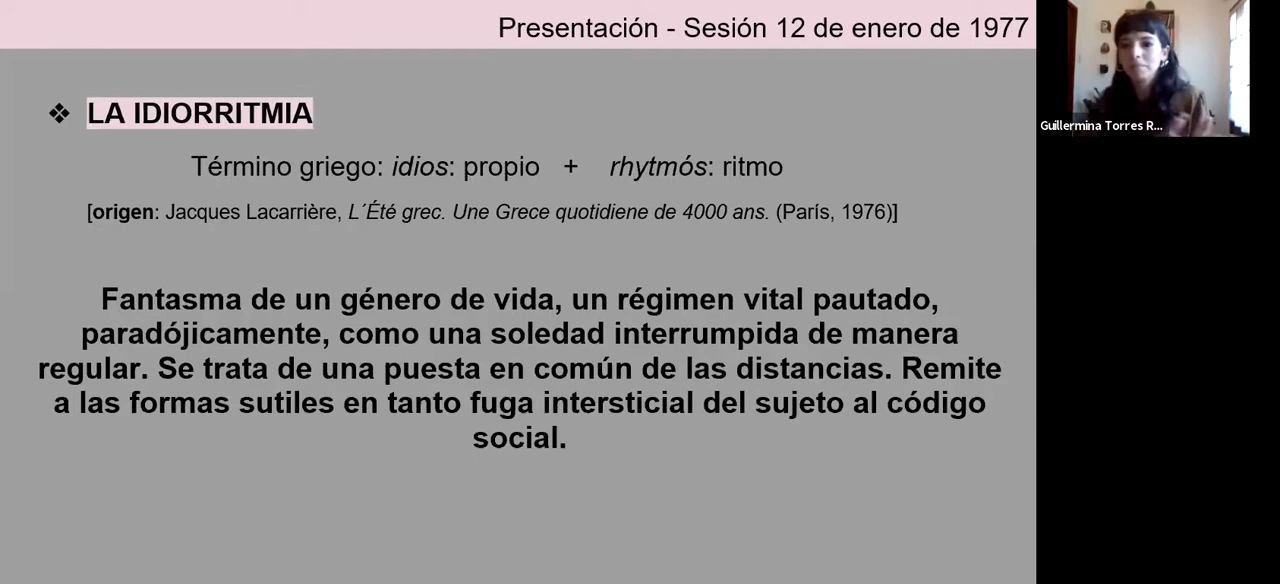 Presentación - Sesión 12 de enero de 1977
Guillermina Torres R...
❖ LA IDIORRITMIA
Término griego: idios: propio + rhytmós: ritmo
[origen: Jacques Lacarrière, L´Été grec. Une Grece quotidiene de 4000 ans. (París, 1976)]
Fantasma de un género de vida, un régimen vital pautado,
paradójicamente, como una soledad interrumpida de manera
regular. Se trata de una puesta en común de las distancias. Remite
a las formas sutiles en tanto fuga intersticial del sujeto al código
social.